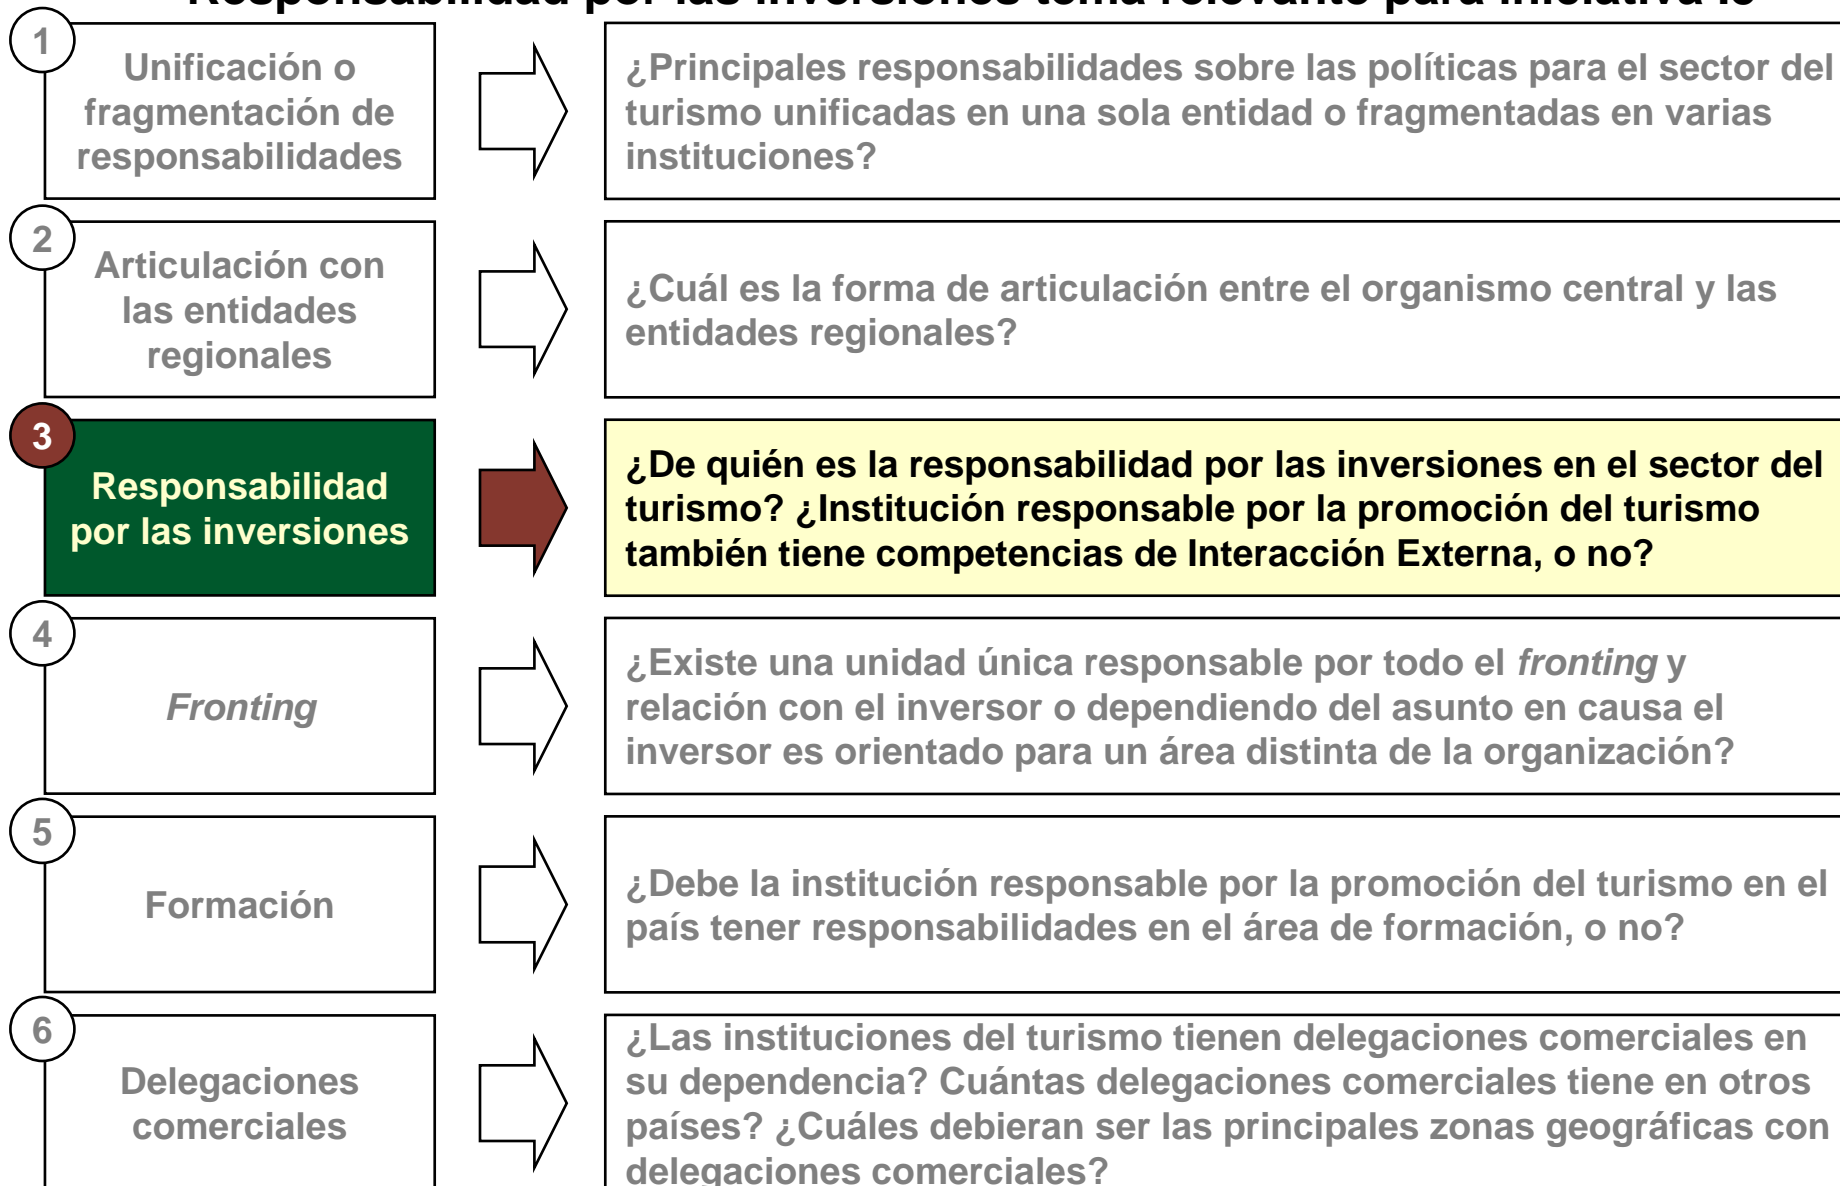 Responsabilidad por las inversiones tema relevante para iniciativa
1
Unificación o
fragmentación de
responsabilidades
¿Principales responsabilidades sobre las políticas para el sector del
turismo unificadas en una sola entidad o fragmentadas en varias
instituciones?
2
Articulación con
las entidades
regionales
¿Cuál es la forma de articulación entre el organismo central y las
entidades regionales?
3
Responsabilidad
por las inversiones
¿De quién es la responsabilidad por las inversiones en el sector del
turismo? ¿Institución responsable por la promoción del turismo
también tiene competencias de Interacción Externa, o no?
4
Fronting
¿Existe una unidad única responsable por todo el fronting y
relación con el inversor o dependiendo del asunto en causa el
inversor es orientado para un área distinta de la organización?
5
Formación
¿Debe la institución responsable por la promoción del turismo en el
país tener responsabilidades en el área de formación, o no?
6
Delegaciones
comerciales
¿Las instituciones del turismo tienen delegaciones comerciales en
su dependencia? Cuántas delegaciones comerciales tiene en otros
países? ¿Cuáles debieran ser las principales zonas geográficas con
delegaciones comerciales?